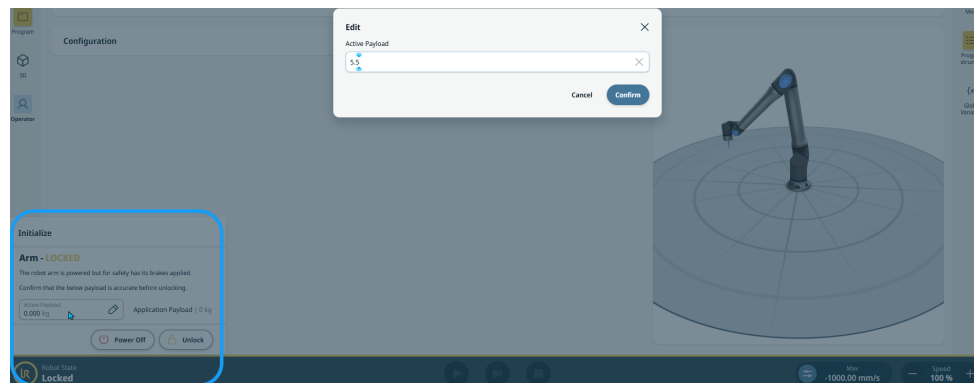 Edit
Active Payload
5.5
Cancel
Confirm
Program
Configuration
3D
Operator
Initialize
Arm - LOCKED
The robot arm is powered but for safety has its brakes applied.
Confirm that the below payload is accurate before unlocking.
Active Payload
0.000 kg
Application Payload | 0 kg
Power Off
Unlock
Robot State
Locked
Max
-1000.00 mm/s
Speed
100 %